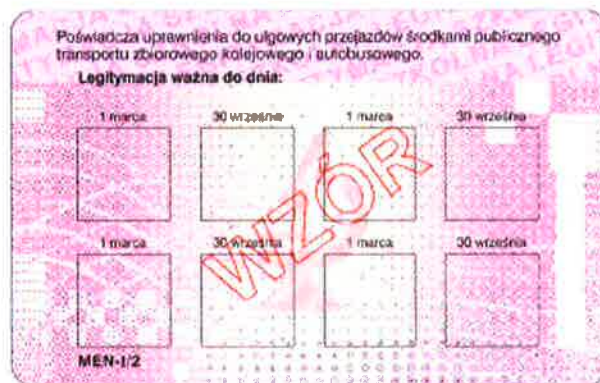 Poświadcza uprawnienia do ulgowych przejazdów środkami publicznego
transportu zbiorowego kolejowego i autobusowego.
Legitymacja ważna do dnia:
1 marca 30 września 1 marca 30 września
1 marca 30 września 1 marca 30 września
WZÓR
MEN-I/2